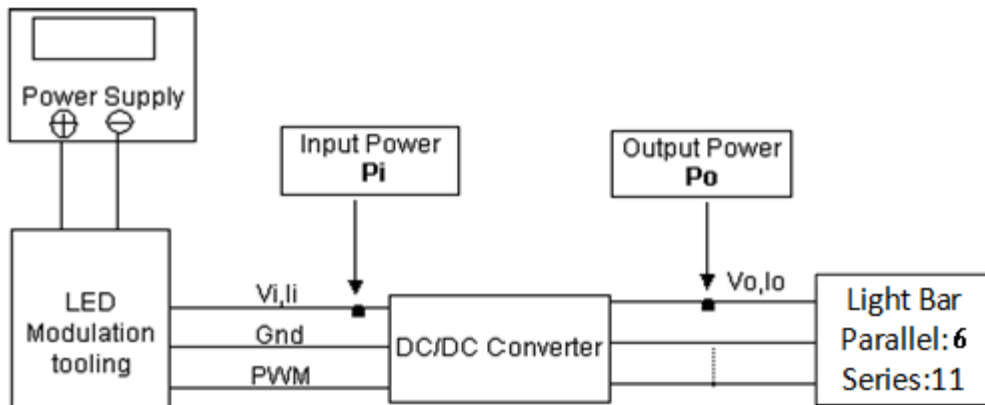 Power Supply
Input Power
Pi
Output Power
Po
LED
Modulation
tooling
Vi,Ii
Gnd
PWM
DC/DC Converter
Vo,Io
Light Bar
Parallel:6
Series:11